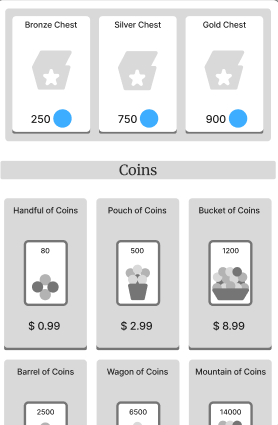 Bronze Chest
Silver Chest
Gold Chest
250
750
900
Coins
Handful of Coins
Pouch of Coins
Bucket of Coins
80
500
1200
$ 0.99
$ 2.99
$ 8.99
Barrel of Coins
Wagon of Coins
Mountain of Coins
2500
6500
14000